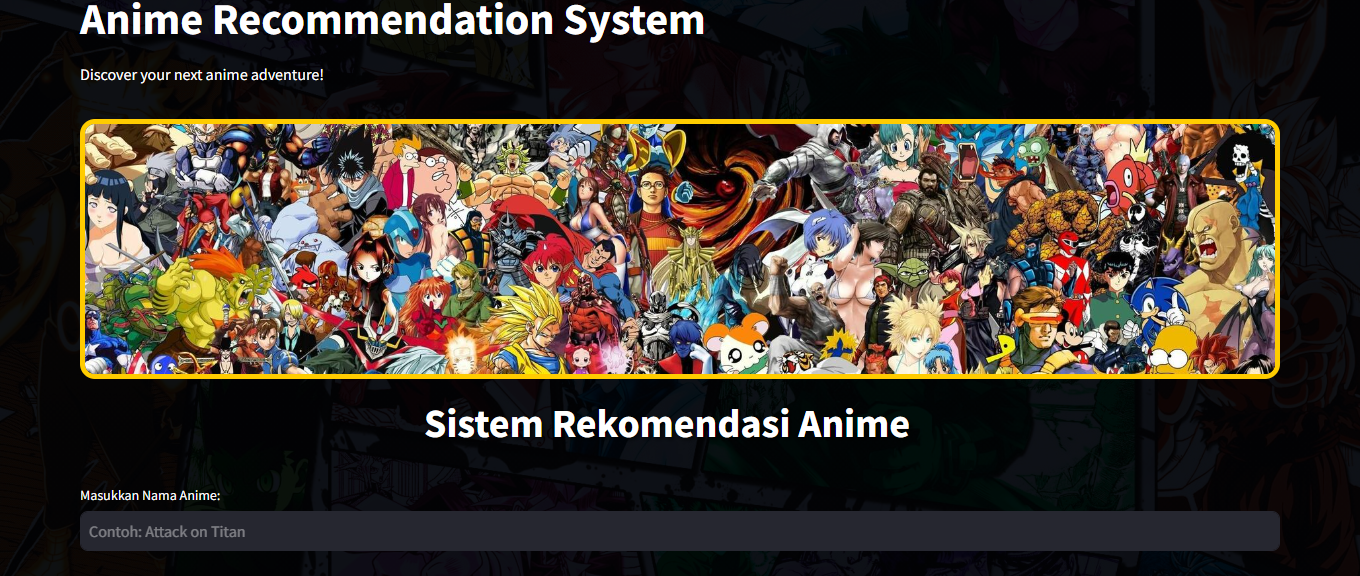 Anime Recommendation System
Discover your next anime adventure!
Sistem Rekomendasi Anime
Masukkan Nama Anime:
Contoh: Attack on Titan